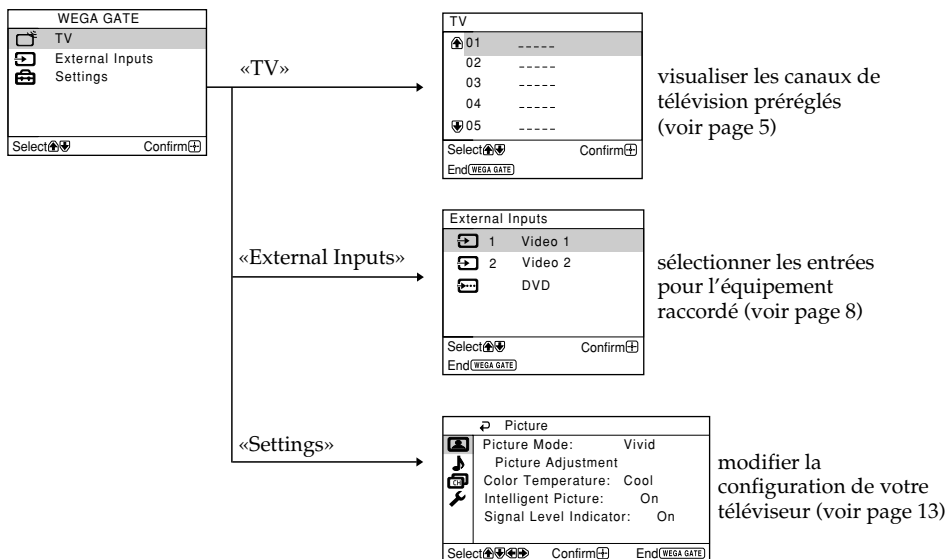 WEGA GATE
TV
External Inputs
Settings
Select Confirm
«TV»
TV
01 -----
02 -----
03 -----
04 -----
05 -----
Select Confirm
End WEGA GATE
visualiser les canaux de
télévision préréglés
(voir page 5)
«External Inputs»
External Inputs
1 Video 1
2 Video 2
DVD
Select Confirm
End WEGA GATE
sélectionner les entrées
pour l'équipement
raccordé (voir page 8)
«Settings»
Picture
Picture Mode: Vivid
Picture Adjustment
Color Temperature: Cool
Intelligent Picture: On
Signal Level Indicator: On
CH
Select Confirm End WEGA GATE
modifier la
configuration de votre
téléviseur (voir page 13)